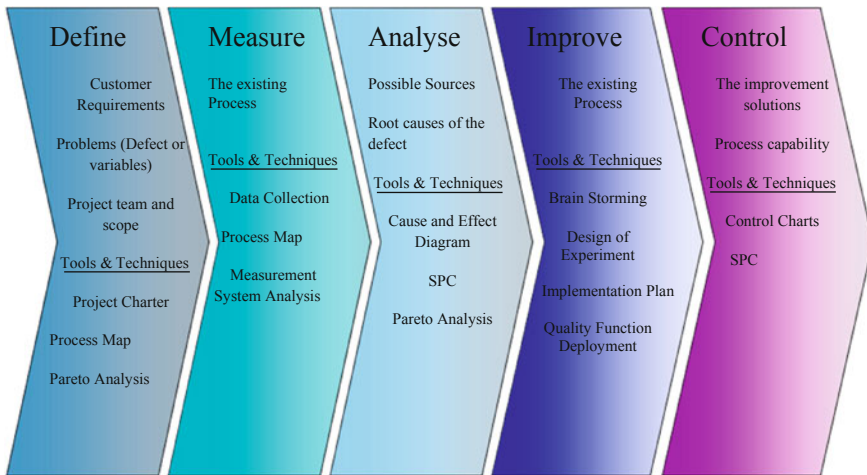 Define
Customer
Requirements
Problems (Defect or
variables)
Project team and
scope
Tools & Techniques
Project Charter
Process Map
Pareto Analysis
Measure
The existing
Process
Tools & Techniques
Data Collection
Process Map
Measurement
System Analysis
Analyse
Possible Sources
Root causes of the
defect
Tools & Techniques
Cause and Effect
Diagram
SPC
Pareto Analysis
Improve
The existing
Process
Tools & Techniques
Brain Storming
Design of
Experiment
Implementation Plan
Quality Function
Deployment
Control
The improvement
solutions
Process capability
Tools & Techniques
Control Charts
SPC